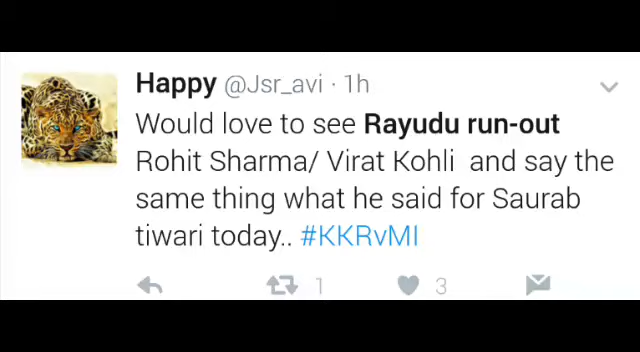 Happy @Jsr_avi · 1h
Would love to see Rayudu run-out
Rohit Sharma/ Virat Kohli and say the
same thing what he said for Saurab
tiwari today.. #KKRvMI
1 3